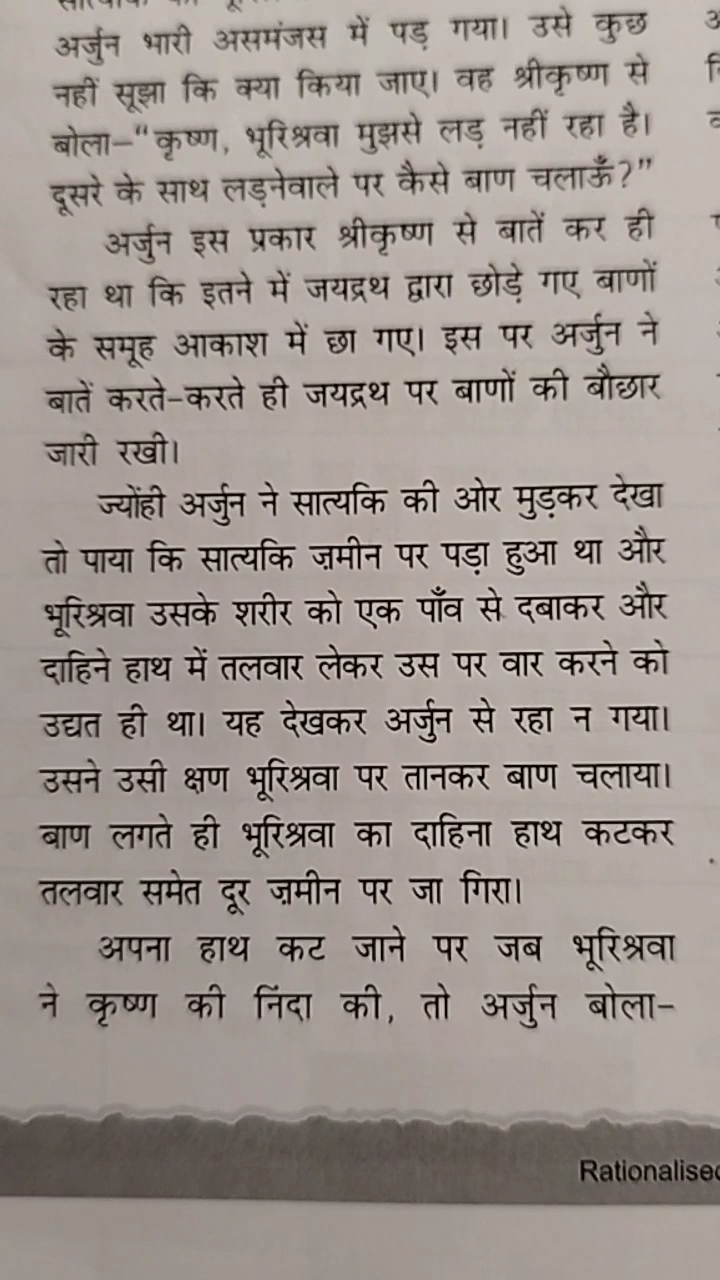 अर्जुन भारी असमंजस में पड़ गया। उसे कुछ
नहीं सूझा कि क्या किया जाए। वह श्रीकृष्ण से
बोला–“कृष्ण, भूरिश्रवा मुझसे लड़ नहीं रहा है।
दूसरे के साथ लड़नेवाले पर कैसे बाण चलाऊँ?”
अर्जुन इस प्रकार श्रीकृष्ण से बातें कर ही
रहा था कि इतने में जयद्रथ द्वारा छोड़े गए बाणों
के समूह आकाश में छा गए। इस पर अर्जुन ने
बातें करते-करते ही जयद्रथ पर बाणों की बौछार
जारी रखी।
ज्योंही अर्जुन ने सात्यकि की ओर मुड़कर देखा
तो पाया कि सात्यकि ज़मीन पर पड़ा हुआ था और
भूरिश्रवा उसके शरीर को एक पाँव से दबाकर और
दाहिने हाथ में तलवार लेकर उस पर वार करने को
उद्यत ही था। यह देखकर अर्जुन से रहा न गया।
उसने उसी क्षण भूरिश्रवा पर तानकर बाण चलाया।
बाण लगते ही भूरिश्रवा का दाहिना हाथ कटकर
तलवार समेत दूर ज़मीन पर जा गिरा।
अपना हाथ कट जाने पर जब भूरिश्रवा
ने कृष्ण की निंदा की, तो अर्जुन बोला–
Rationalised